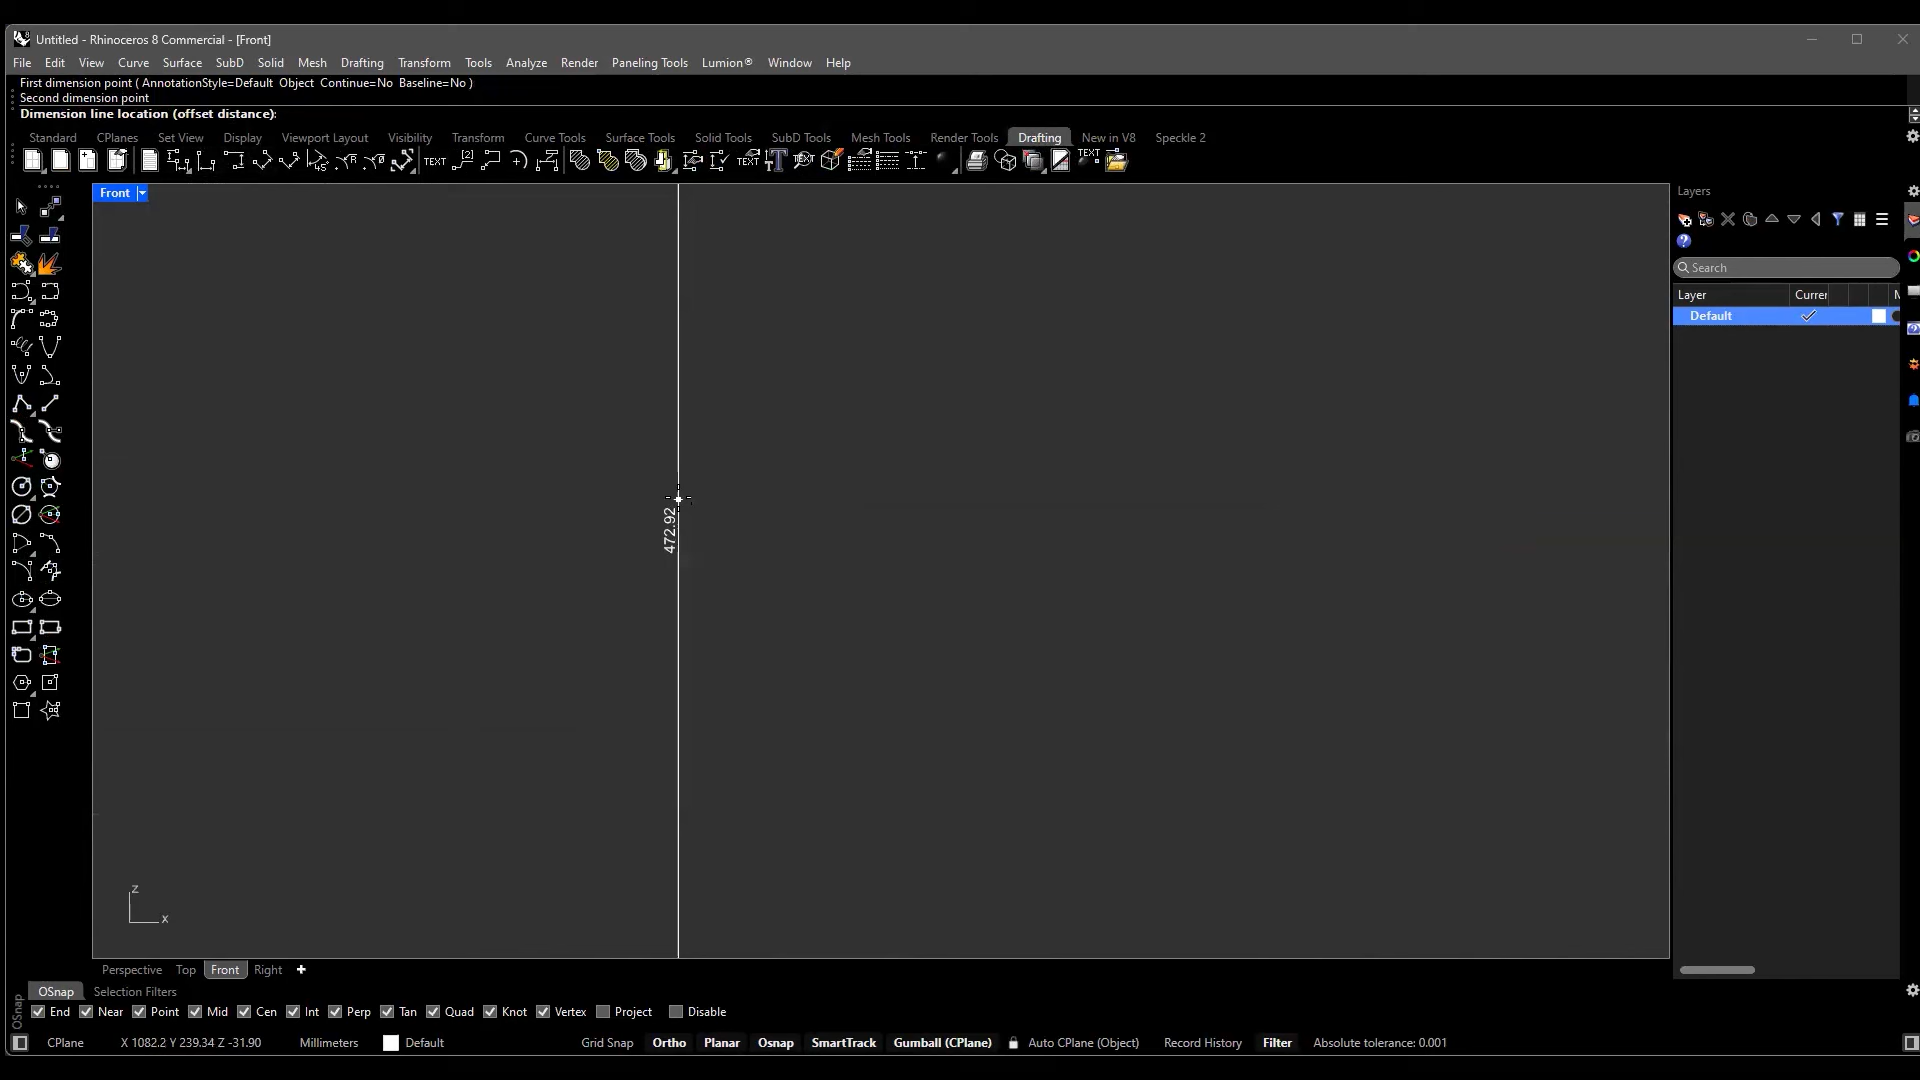 Untitled - Rhinoceros 8 Commercial - [Front]
File Edit View Curve Surface SubD Solid Mesh Drafting Transform Tools Analyze Render Paneling Tools Lumion® Window Help
First dimension point ( AnnotationStyle=Default Object Continue=No Baseline=No )
Second dimension point
Dimension line location (offset distance):
Standard CPlanes Set View Display Viewport Layout Visibility Transform Curve Tools Surface Tools Solid Tools SubD Tools Mesh Tools Render Tools Drafting New in V8 Speckle 2
TEXT TEXT TEXT
Front
Layers
Search
Layer Currer
Default
472.92
z
x
Perspective Top Front Right
OSnap Selection Filters
OSnap
End Near Point Mid Cen Int Perp Tan Quad Knot Vertex Project Disable
CPlane X 1082.2 Y 239.34 Z -31.90 Millimeters Default Grid Snap Ortho Planar Osnap SmartTrack Gumball (CPlane) Auto CPlane (Object) Record History Filter Absolute tolerance: 0.001